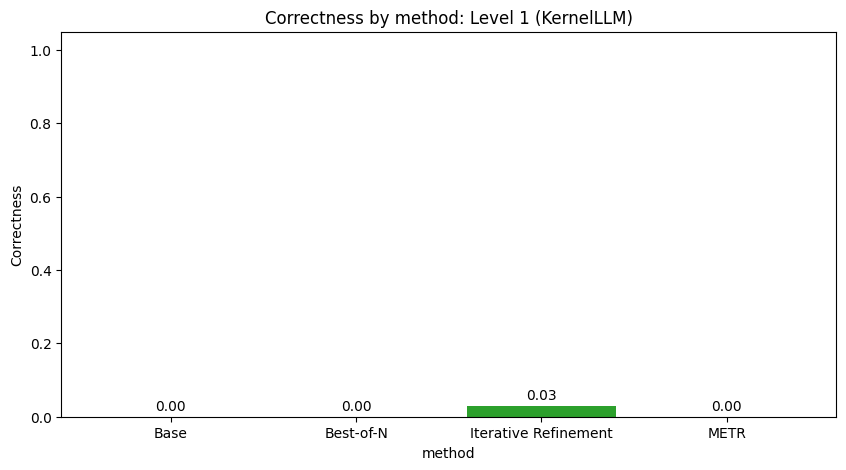 Correctness by method: Level 1 (KernelLLM)
Correctness
1.0
0.8
0.6
0.4
0.2
0.0
0.00
0.00
0.03
0.00
Base
Best-of-N
Iterative Refinement
METR
method